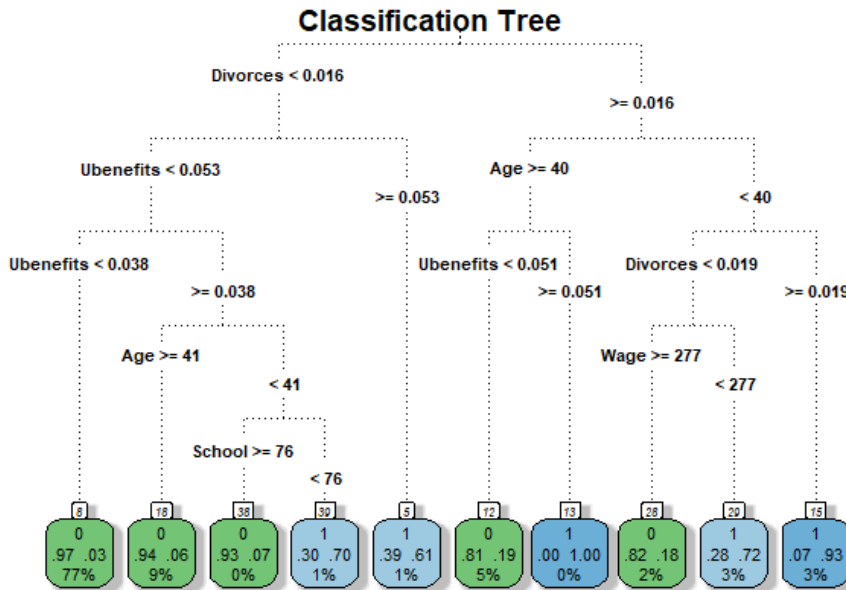 Classification Tree
Divorces < 0.016
>= 0.016
Ubenefits < 0.053
>= 0.053
Age >= 40
< 40
Ubenefits < 0.038
>= 0.038
Ubenefits < 0.051
>= 0.051
Divorces < 0.019
>= 0.019
Age >= 41
< 41
Wage >= 277
< 277
School >= 76
< 76
8 18 38 39 5 12 13 28 29 15
0 0 0 1 1 0 1 0 1 1
.97 .03 .94 .06 .93 .07 .30 .70 .39 .61 .81 .19 .00 1.00 .82 .18 .28 .72 .07 .93
77% 9% 0% 1% 1% 5% 0% 2% 3% 3%